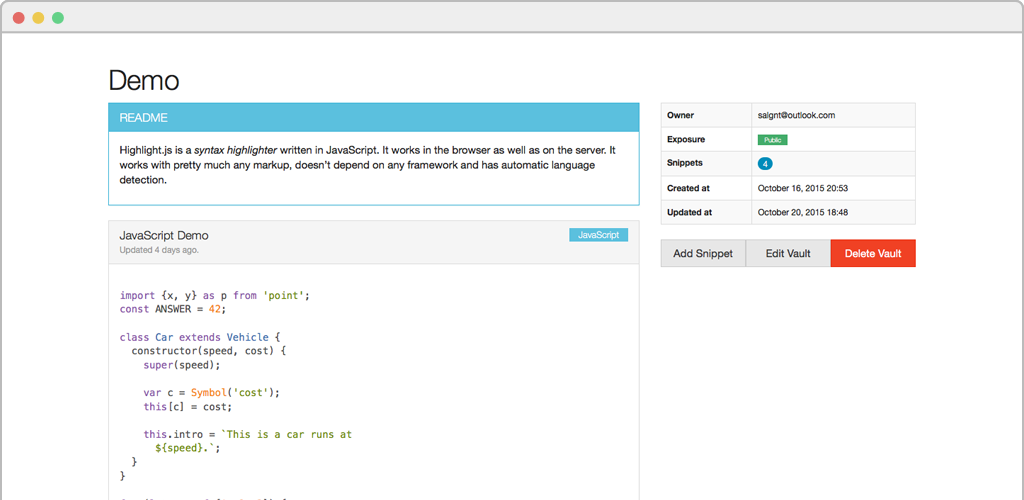 Demo
README
Highlight.js is a syntax highlighter written in JavaScript. It works in the browser as well as on the server. It
works with pretty much any markup, doesn't depend on any framework and has automatic language
detection.
JavaScript Demo
JavaScript
Updated 4 days ago.
import {x, y} as p from 'point';
const ANSWER = 42;
class Car extends Vehicle {
constructor(speed, cost) {
super(speed);
var c = Symbol('cost');
this[c] = cost;
this.intro = `This is a car runs at
${speed}.`;
}
}
Owner saignt@outlook.com
Exposure Public
Snippets 4
Created at October 16, 2015 20:53
Updated at October 20, 2015 18:48
Add Snippet Edit Vault Delete Vault